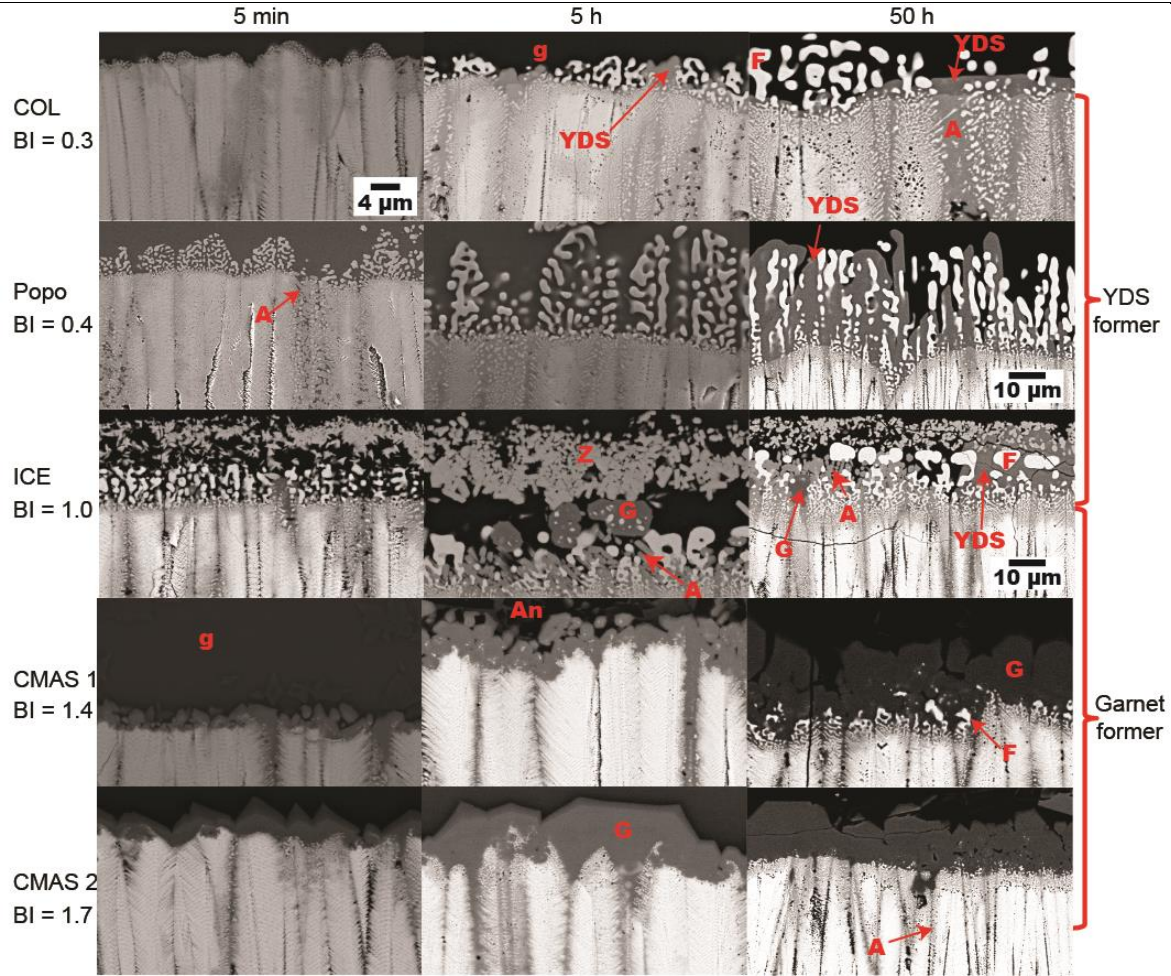 5 min 5 h 50 h
COL
BI = 0.3
g
YDS
F
YDS
A
4 µm
YDS
former
Popo
BI = 0.4
A
YDS
10 µm
ICE
BI = 1.0
Z
G
A
F
G
A
YDS
10 µm
CMAS 1
BI = 1.4
g
An
G
F
Garnet
former
CMAS 2
BI = 1.7
G
A